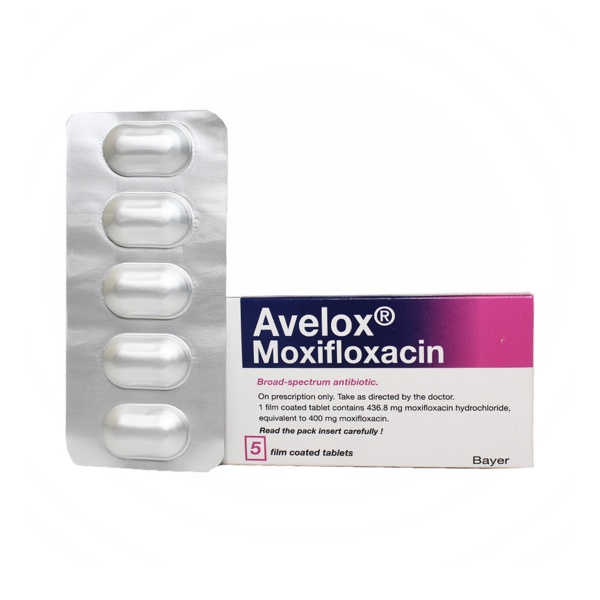 Avelox®
Moxifloxacin
Broad-spectrum antibiotic.
On prescription only. Take as directed by the doctor.
1 film coated tablet contains 436.8 mg moxifloxacin hydrochloride,
equivalent to 400 mg moxifloxacin.
Read the pack insert carefully !
5 film coated tablets
Bayer